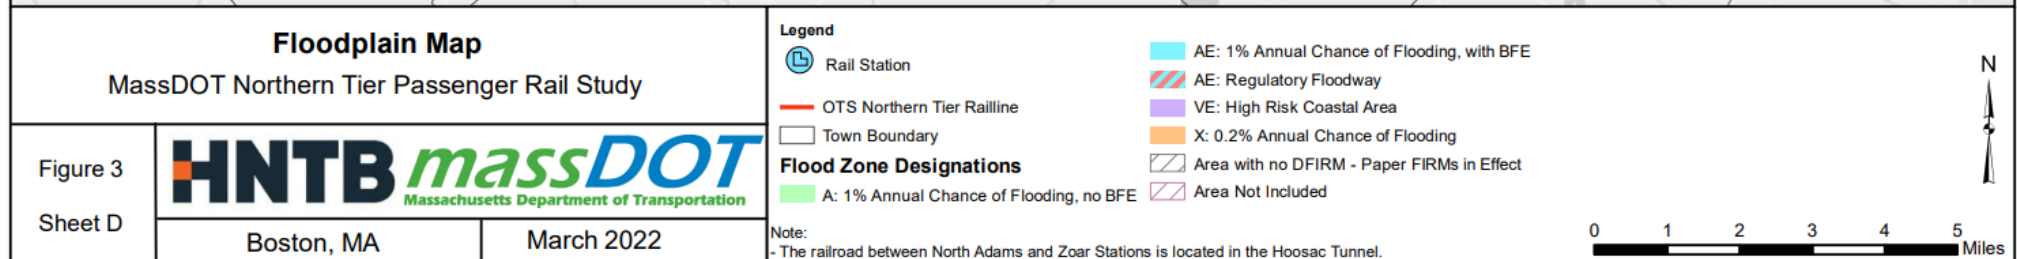 Floodplain Map
MassDOT Northern Tier Passenger Rail Study
Figure 3
Sheet D
HNTB
massDOT
Massachusetts Department of Transportation
Boston, MA
March 2022
Legend
Rail Station
OTS Northern Tier Railline
Town Boundary
Flood Zone Designations
A: 1% Annual Chance of Flooding, no BFE
AE: 1% Annual Chance of Flooding, with BFE
AE: Regulatory Floodway
VE: High Risk Coastal Area
X: 0.2% Annual Chance of Flooding
Area with no DFIRM - Paper FIRMs in Effect
Area Not Included
Note:
- The railroad between North Adams and Zoar Stations is located in the Hoosac Tunnel.
N
0 1 2 3 4 5
Miles